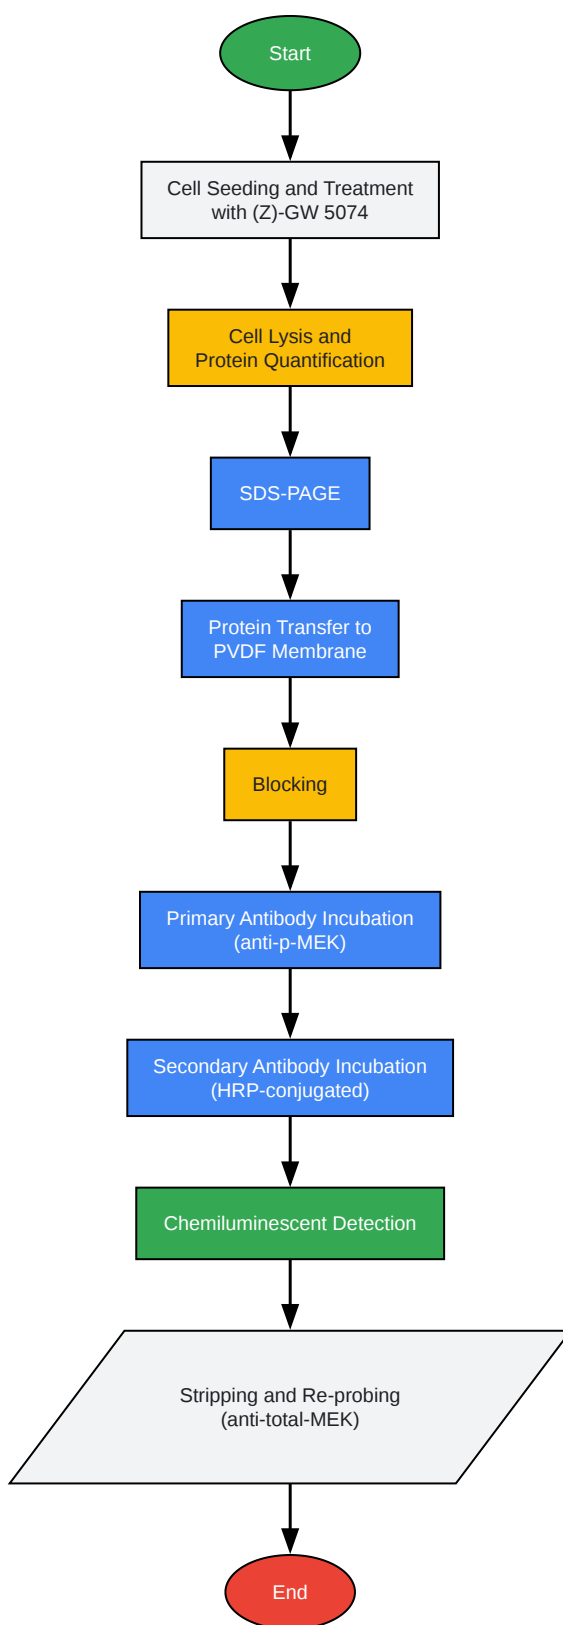 Start
Cell Seeding and Treatment
with (Z)-GW 5074
Cell Lysis and
Protein Quantification
SDS-PAGE
Protein Transfer to
PVDF Membrane
Blocking
Primary Antibody Incubation
(anti-p-MEK)
Secondary Antibody Incubation
(HRP-conjugated)
Chemiluminescent Detection
Stripping and Re-probing
(anti-total-MEK)
End